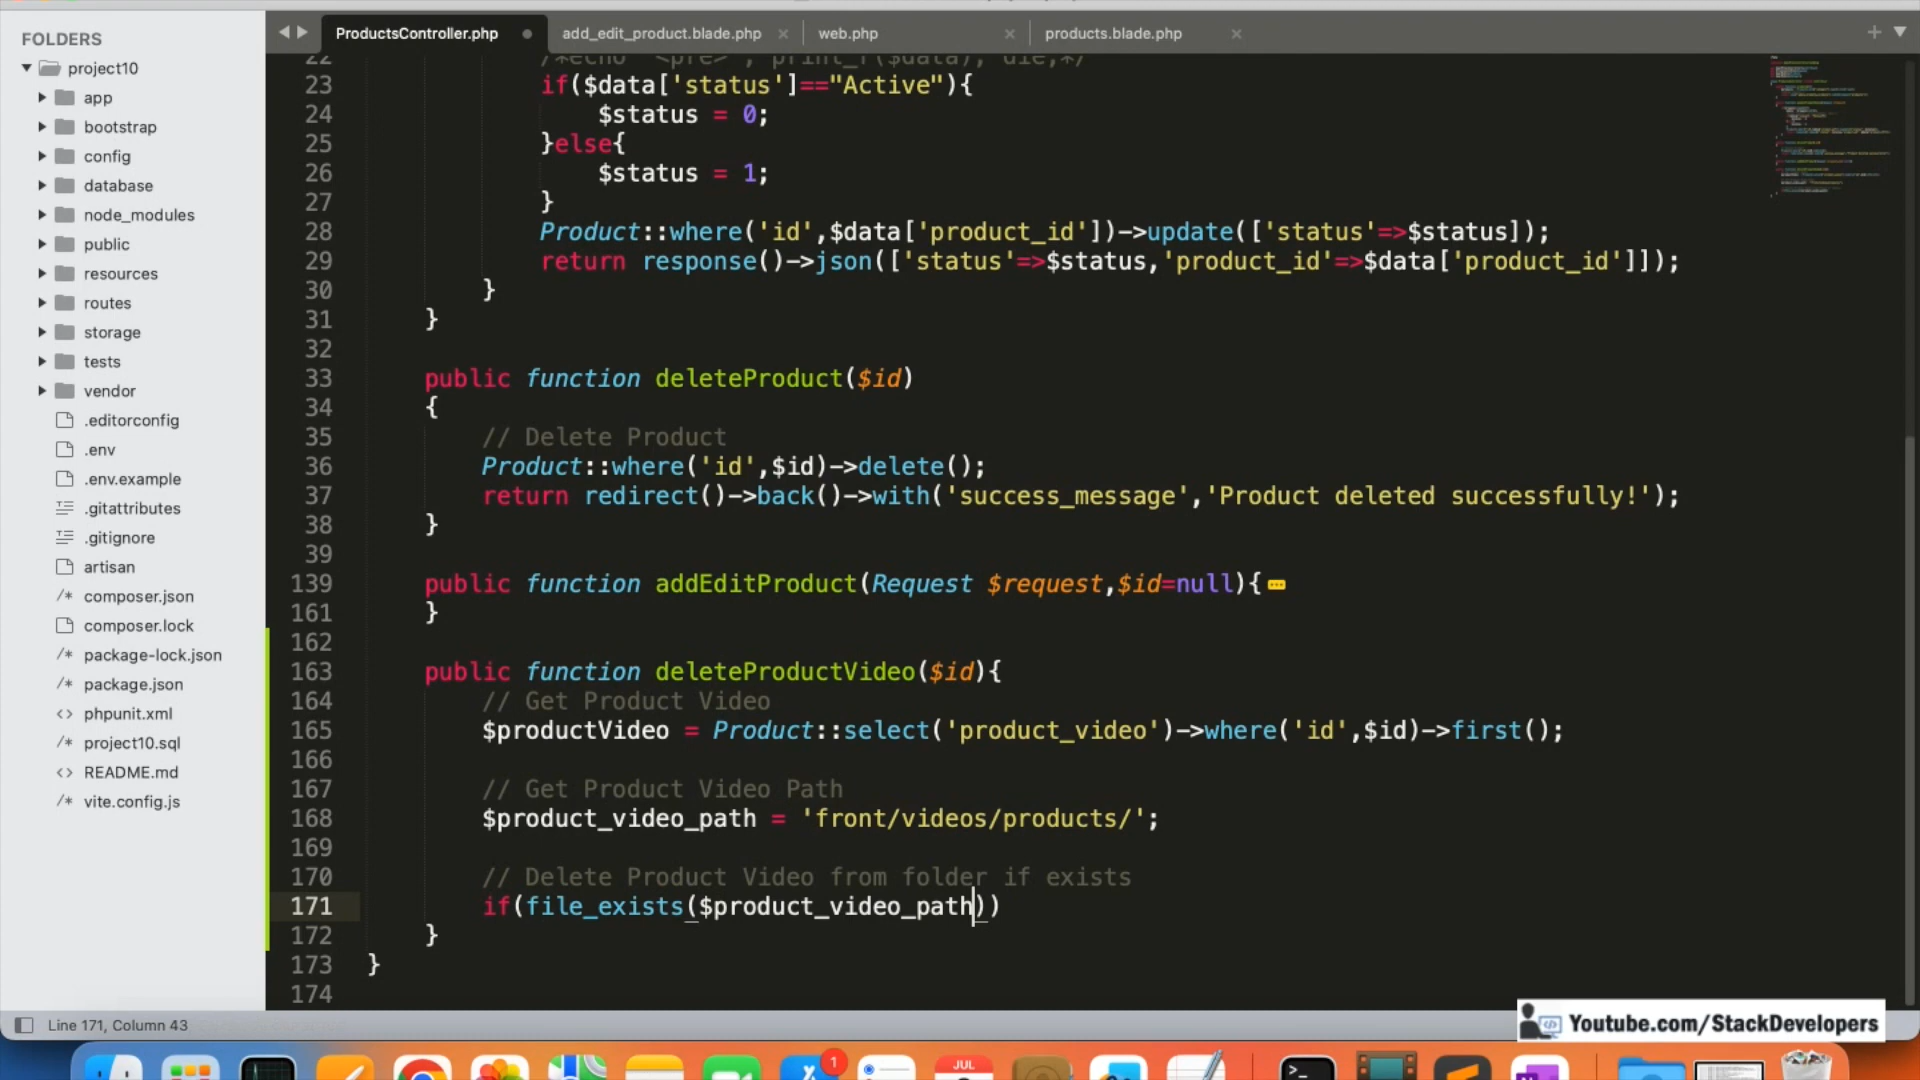 FOLDERS
project10
app
bootstrap
config
database
node_modules
public
resources
routes
storage
tests
vendor
.editorconfig
.env
.env.example
.gitattributes
.gitignore
artisan
/* composer.json
composer.lock
/* package-lock.json
/* package.json
<> phpunit.xml
/* project10.sql
<> README.md
/* vite.config.js
ProductsController.php
add_edit_product.blade.php
web.php
products.blade.php
22 /*echo "<pre>"; print_r($data); die;*/
23 if($data['status']=="Active"){
24 $status = 0;
25 }else{
26 $status = 1;
27 }
28 Product::where('id',$data['product_id'])->update(['status'=>$status]);
29 return response()->json(['status'=>$status,'product_id'=>$data['product_id']]);
30 }
31 }
32
33 public function deleteProduct($id)
34 {
35 // Delete Product
36 Product::where('id',$id)->delete();
37 return redirect()->back()->with('success_message','Product deleted successfully!');
38 }
39
139 public function addEditProduct(Request $request,$id=null){
161 }
162
163 public function deleteProductVideo($id){
164 // Get Product Video
165 $productVideo = Product::select('product_video')->where('id',$id)->first();
166
167 // Get Product Video Path
168 $product_video_path = 'front/videos/products/';
169
170 // Delete Product Video from folder if exists
171 if(file_exists($product_video_path))
172 }
173 }
174
Line 171, Column 43
Youtube.com/StackDevelopers
1
JUL